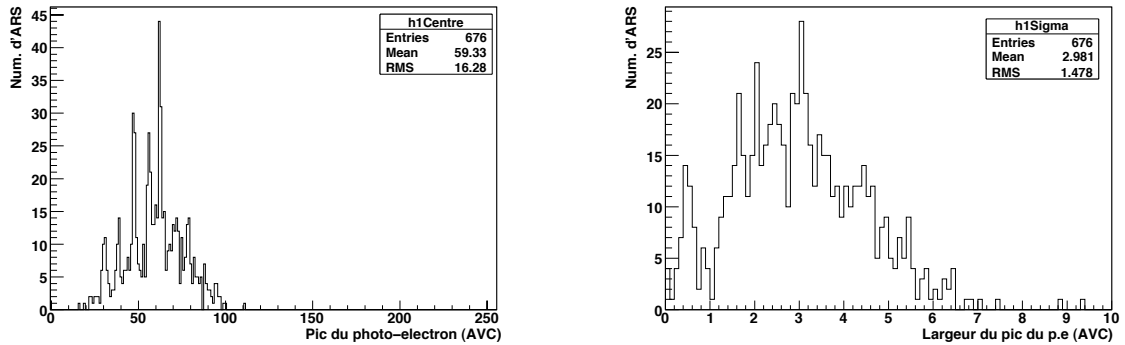 h1Centre
Entries 676
Mean 59.33
RMS 16.28
Num. d'ARS
45
40
35
30
25
20
15
10
5
0
0 50 100 150 200 250
Pic du photo−electron (AVC)
h1Sigma
Entries 676
Mean 2.981
RMS 1.478
Num. d'ARS
25
20
15
10
5
0
0 1 2 3 4 5 6 7 8 9 10
Largeur du pic du p.e (AVC)